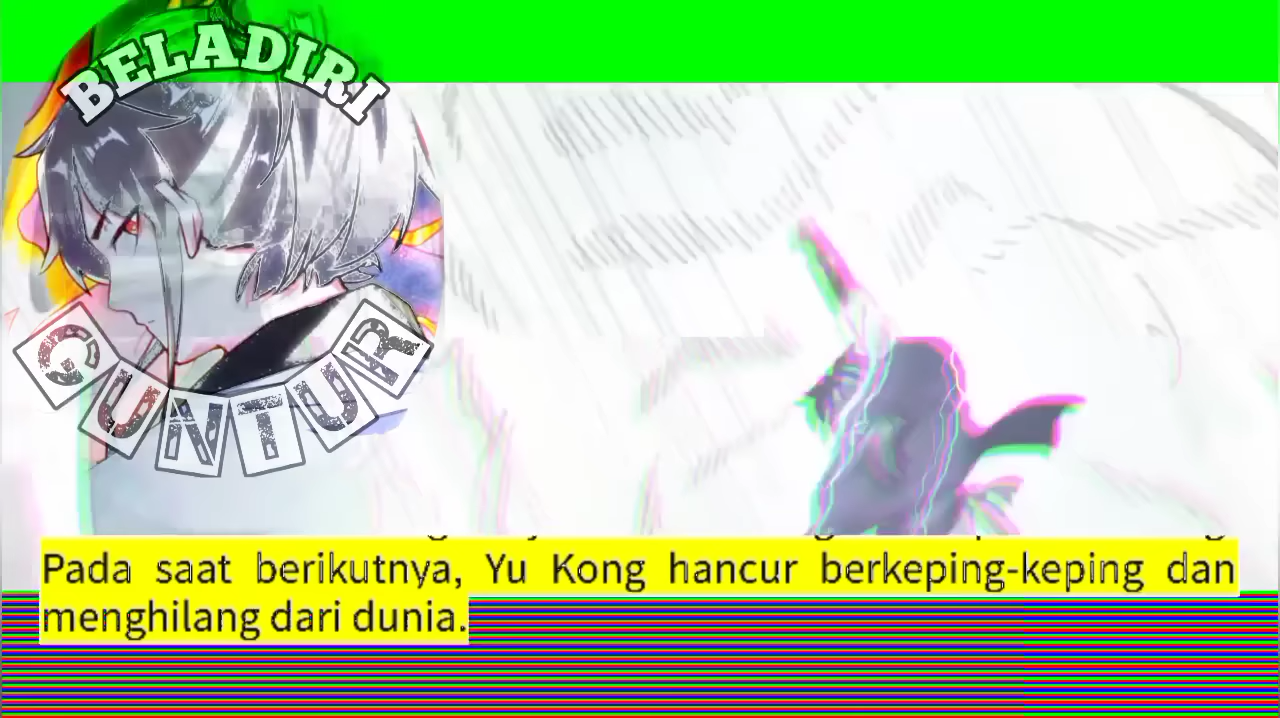 BELADIRI
GUNTUR
Pada saat berikutnya, Yu Kong hancur berkeping-keping dan
menghilang dari dunia.